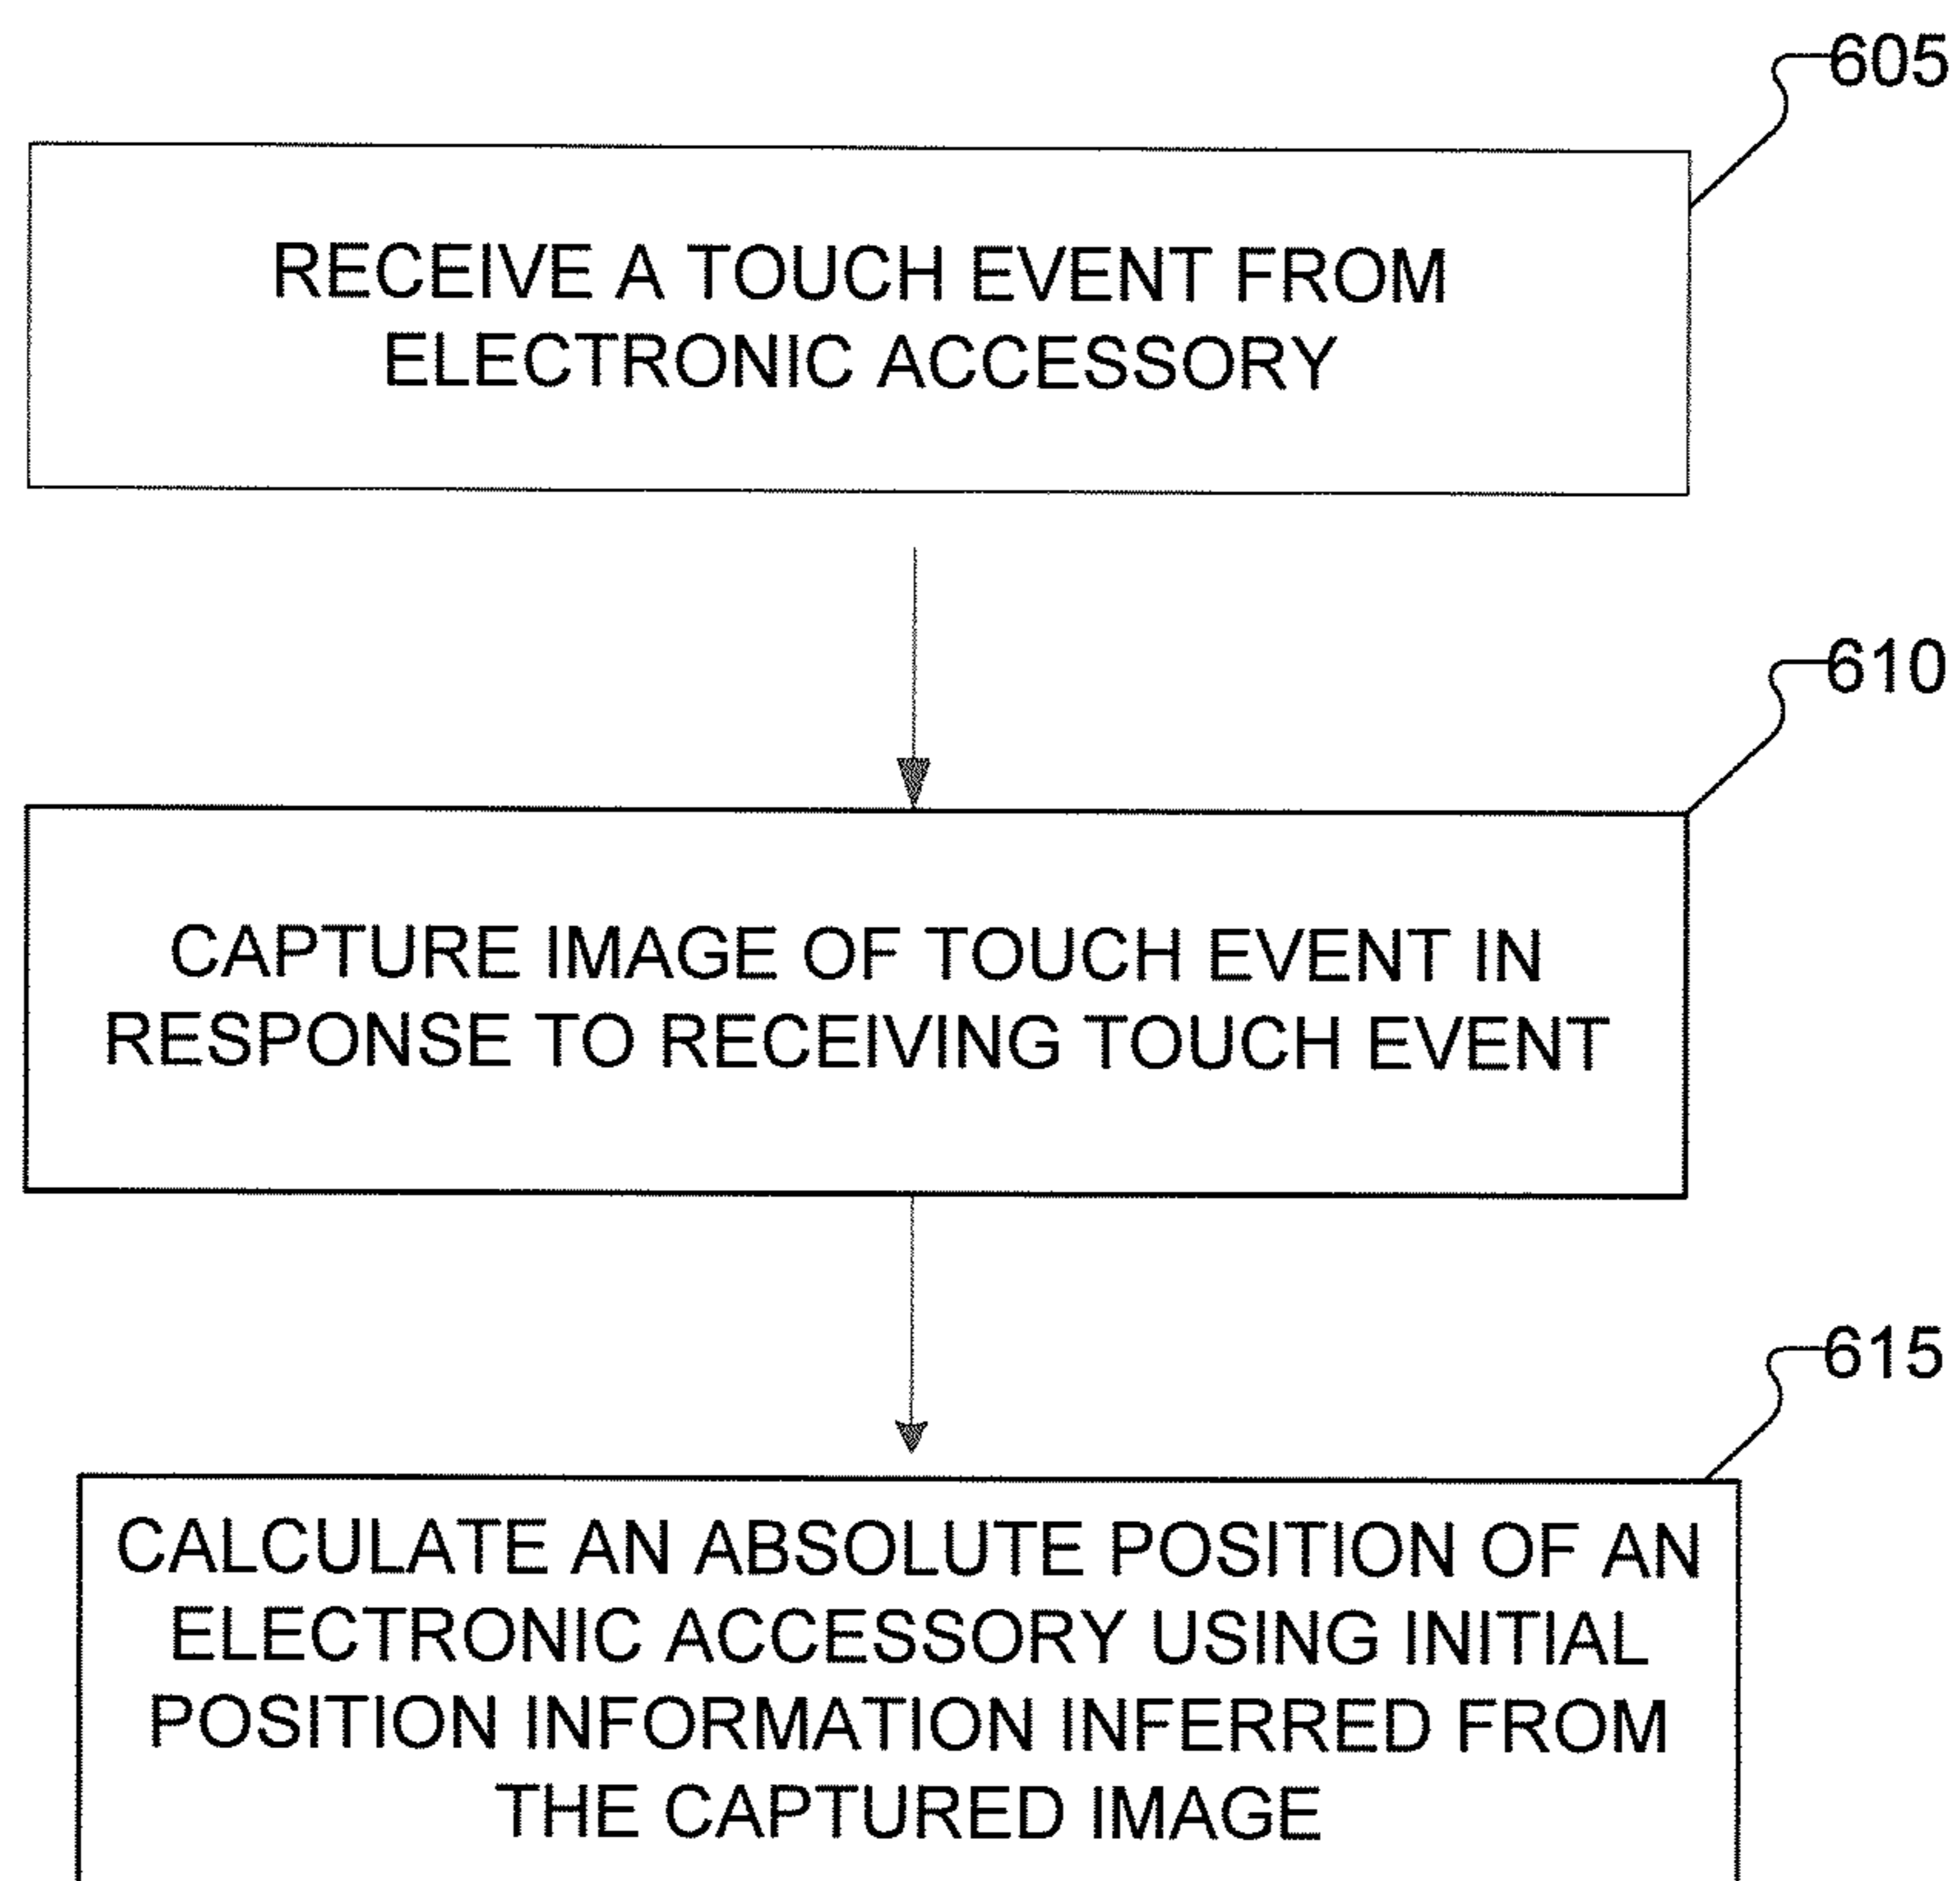 605
RECEIVE A TOUCH EVENT FROM
ELECTRONIC ACCESSORY
610
CAPTURE IMAGE OF TOUCH EVENT IN
RESPONSE TO RECEIVING TOUCH EVENT
615
CALCULATE AN ABSOLUTE POSITION OF AN
ELECTRONIC ACCESSORY USING INITIAL
POSITION INFORMATION INFERRED FROM
THE CAPTURED IMAGE